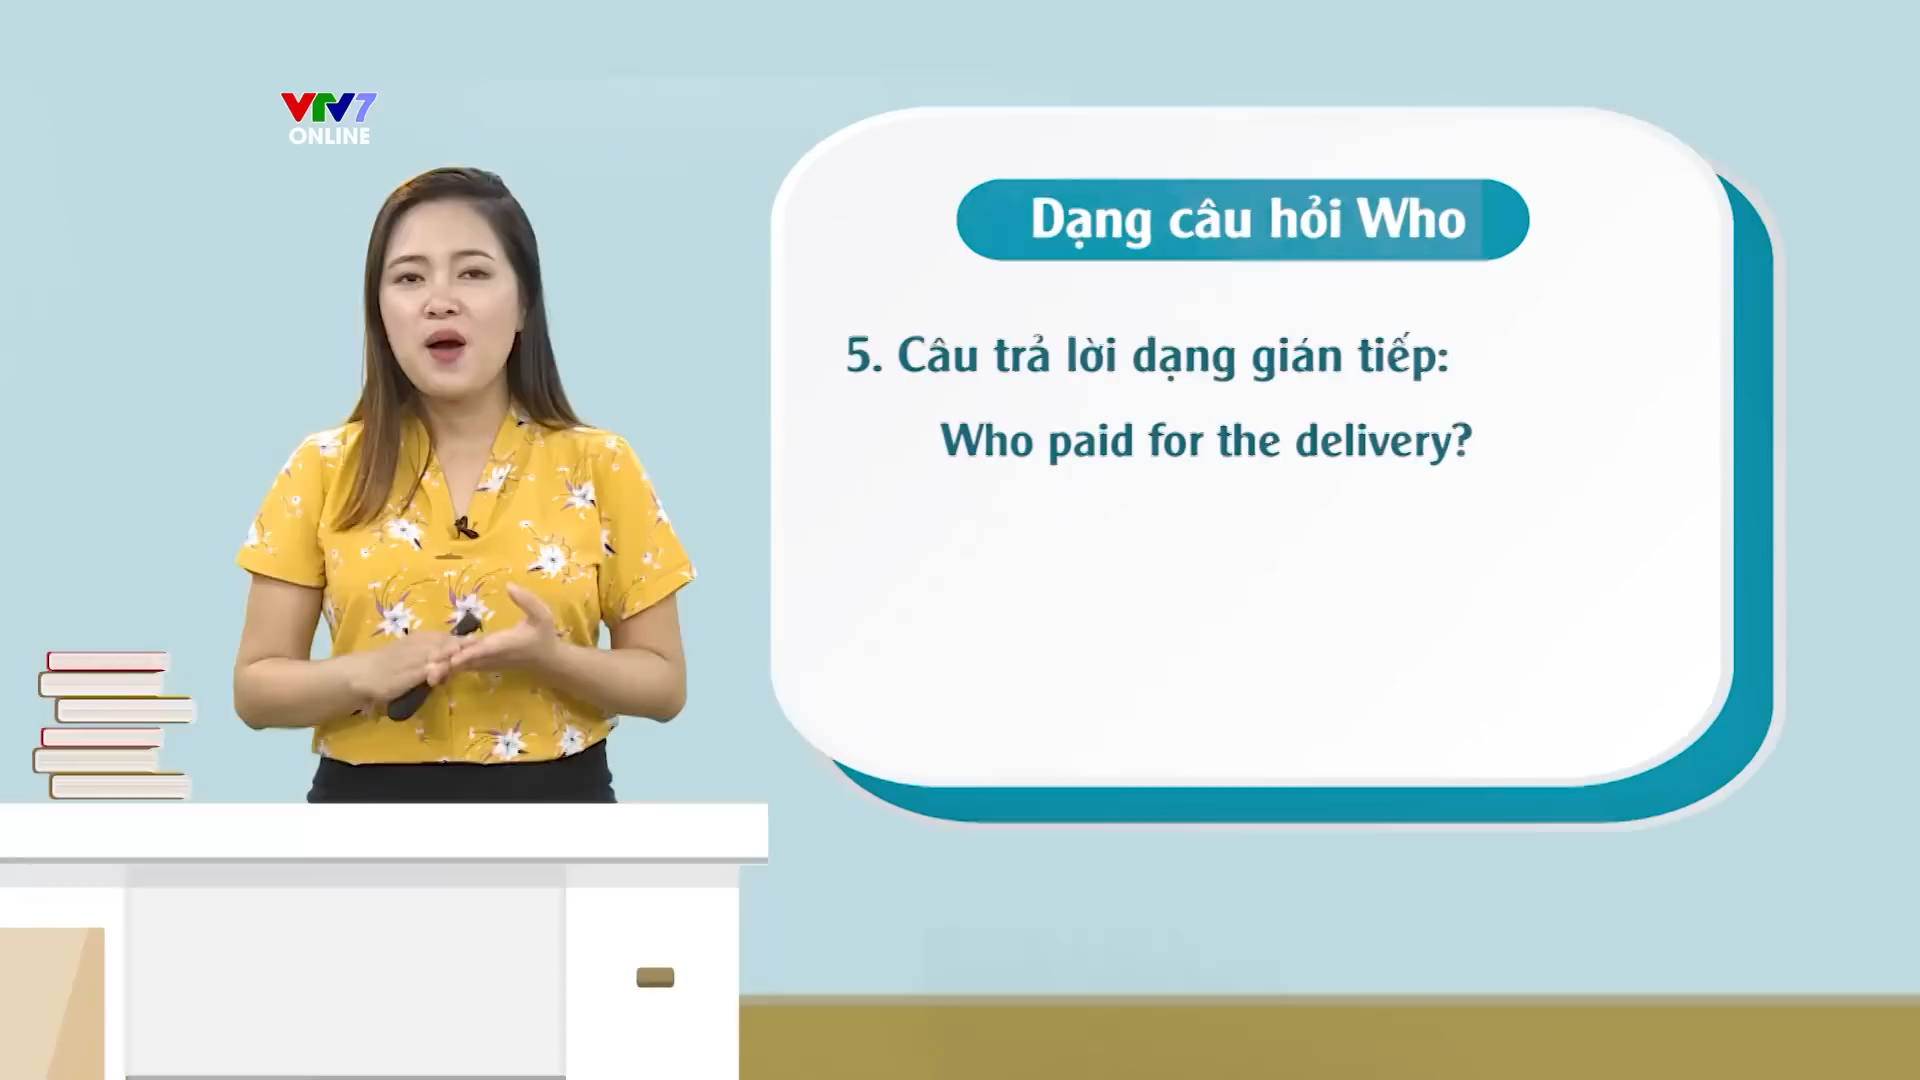 VTV7
ONLINE
Dạng câu hỏi Who
5. Câu trả lời dạng gián tiếp:
Who paid for the delivery?